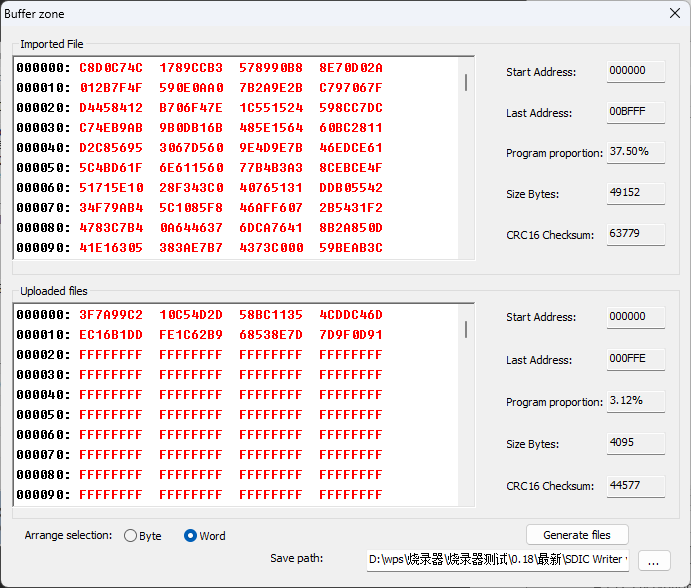 Buffer zone
Imported File
000000: C8D0C74C 1789CCB3 578990B8 8E70D02A
000010: 012B7F4F 590E0AA0 7B2A9E2B C797067F
000020: D4458412 B706F47E 1C551524 598CC7DC
000030: C74EB9AB 9B0DB16B 485E1564 60BC2811
000040: D2C85695 3067D560 9E4D9E7B 46EDCE61
000050: 5C4BD61F 6E611560 77B4B3A3 8CEBCE4F
000060: 51715E10 28F343C0 40765131 DDB05542
000070: 34F79AB4 5C1085F8 46AFF607 2B5431F2
000080: 4783C7B4 0A644637 6DCA7641 8B2A850D
000090: 41E16305 383AE7B7 4373C000 59BEAB3C
Start Address: 000000
Last Address: 00BFFF
Program proportion: 37.50%
Size Bytes: 49152
CRC16 Checksum: 63779
Uploaded files
000000: 3F7A99C2 10C54D2D 58BC1135 4CDDC46D
000010: EC16B1DD FE1C62B9 68538E7D 7D9F0D91
000020: FFFFFFFF FFFFFFFF FFFFFFFF FFFFFFFF
000030: FFFFFFFF FFFFFFFF FFFFFFFF FFFFFFFF
000040: FFFFFFFF FFFFFFFF FFFFFFFF FFFFFFFF
000050: FFFFFFFF FFFFFFFF FFFFFFFF FFFFFFFF
000060: FFFFFFFF FFFFFFFF FFFFFFFF FFFFFFFF
000070: FFFFFFFF FFFFFFFF FFFFFFFF FFFFFFFF
000080: FFFFFFFF FFFFFFFF FFFFFFFF FFFFFFFF
000090: FFFFFFFF FFFFFFFF FFFFFFFF FFFFFFFF
Start Address: 000000
Last Address: 000FFE
Program proportion: 3.12%
Size Bytes: 4095
CRC16 Checksum: 44577
Arrange selection: Byte Word
Generate files
Save path: D:\wps\烧录器\烧录器测试\0.18\最新\SDIC Writer
...